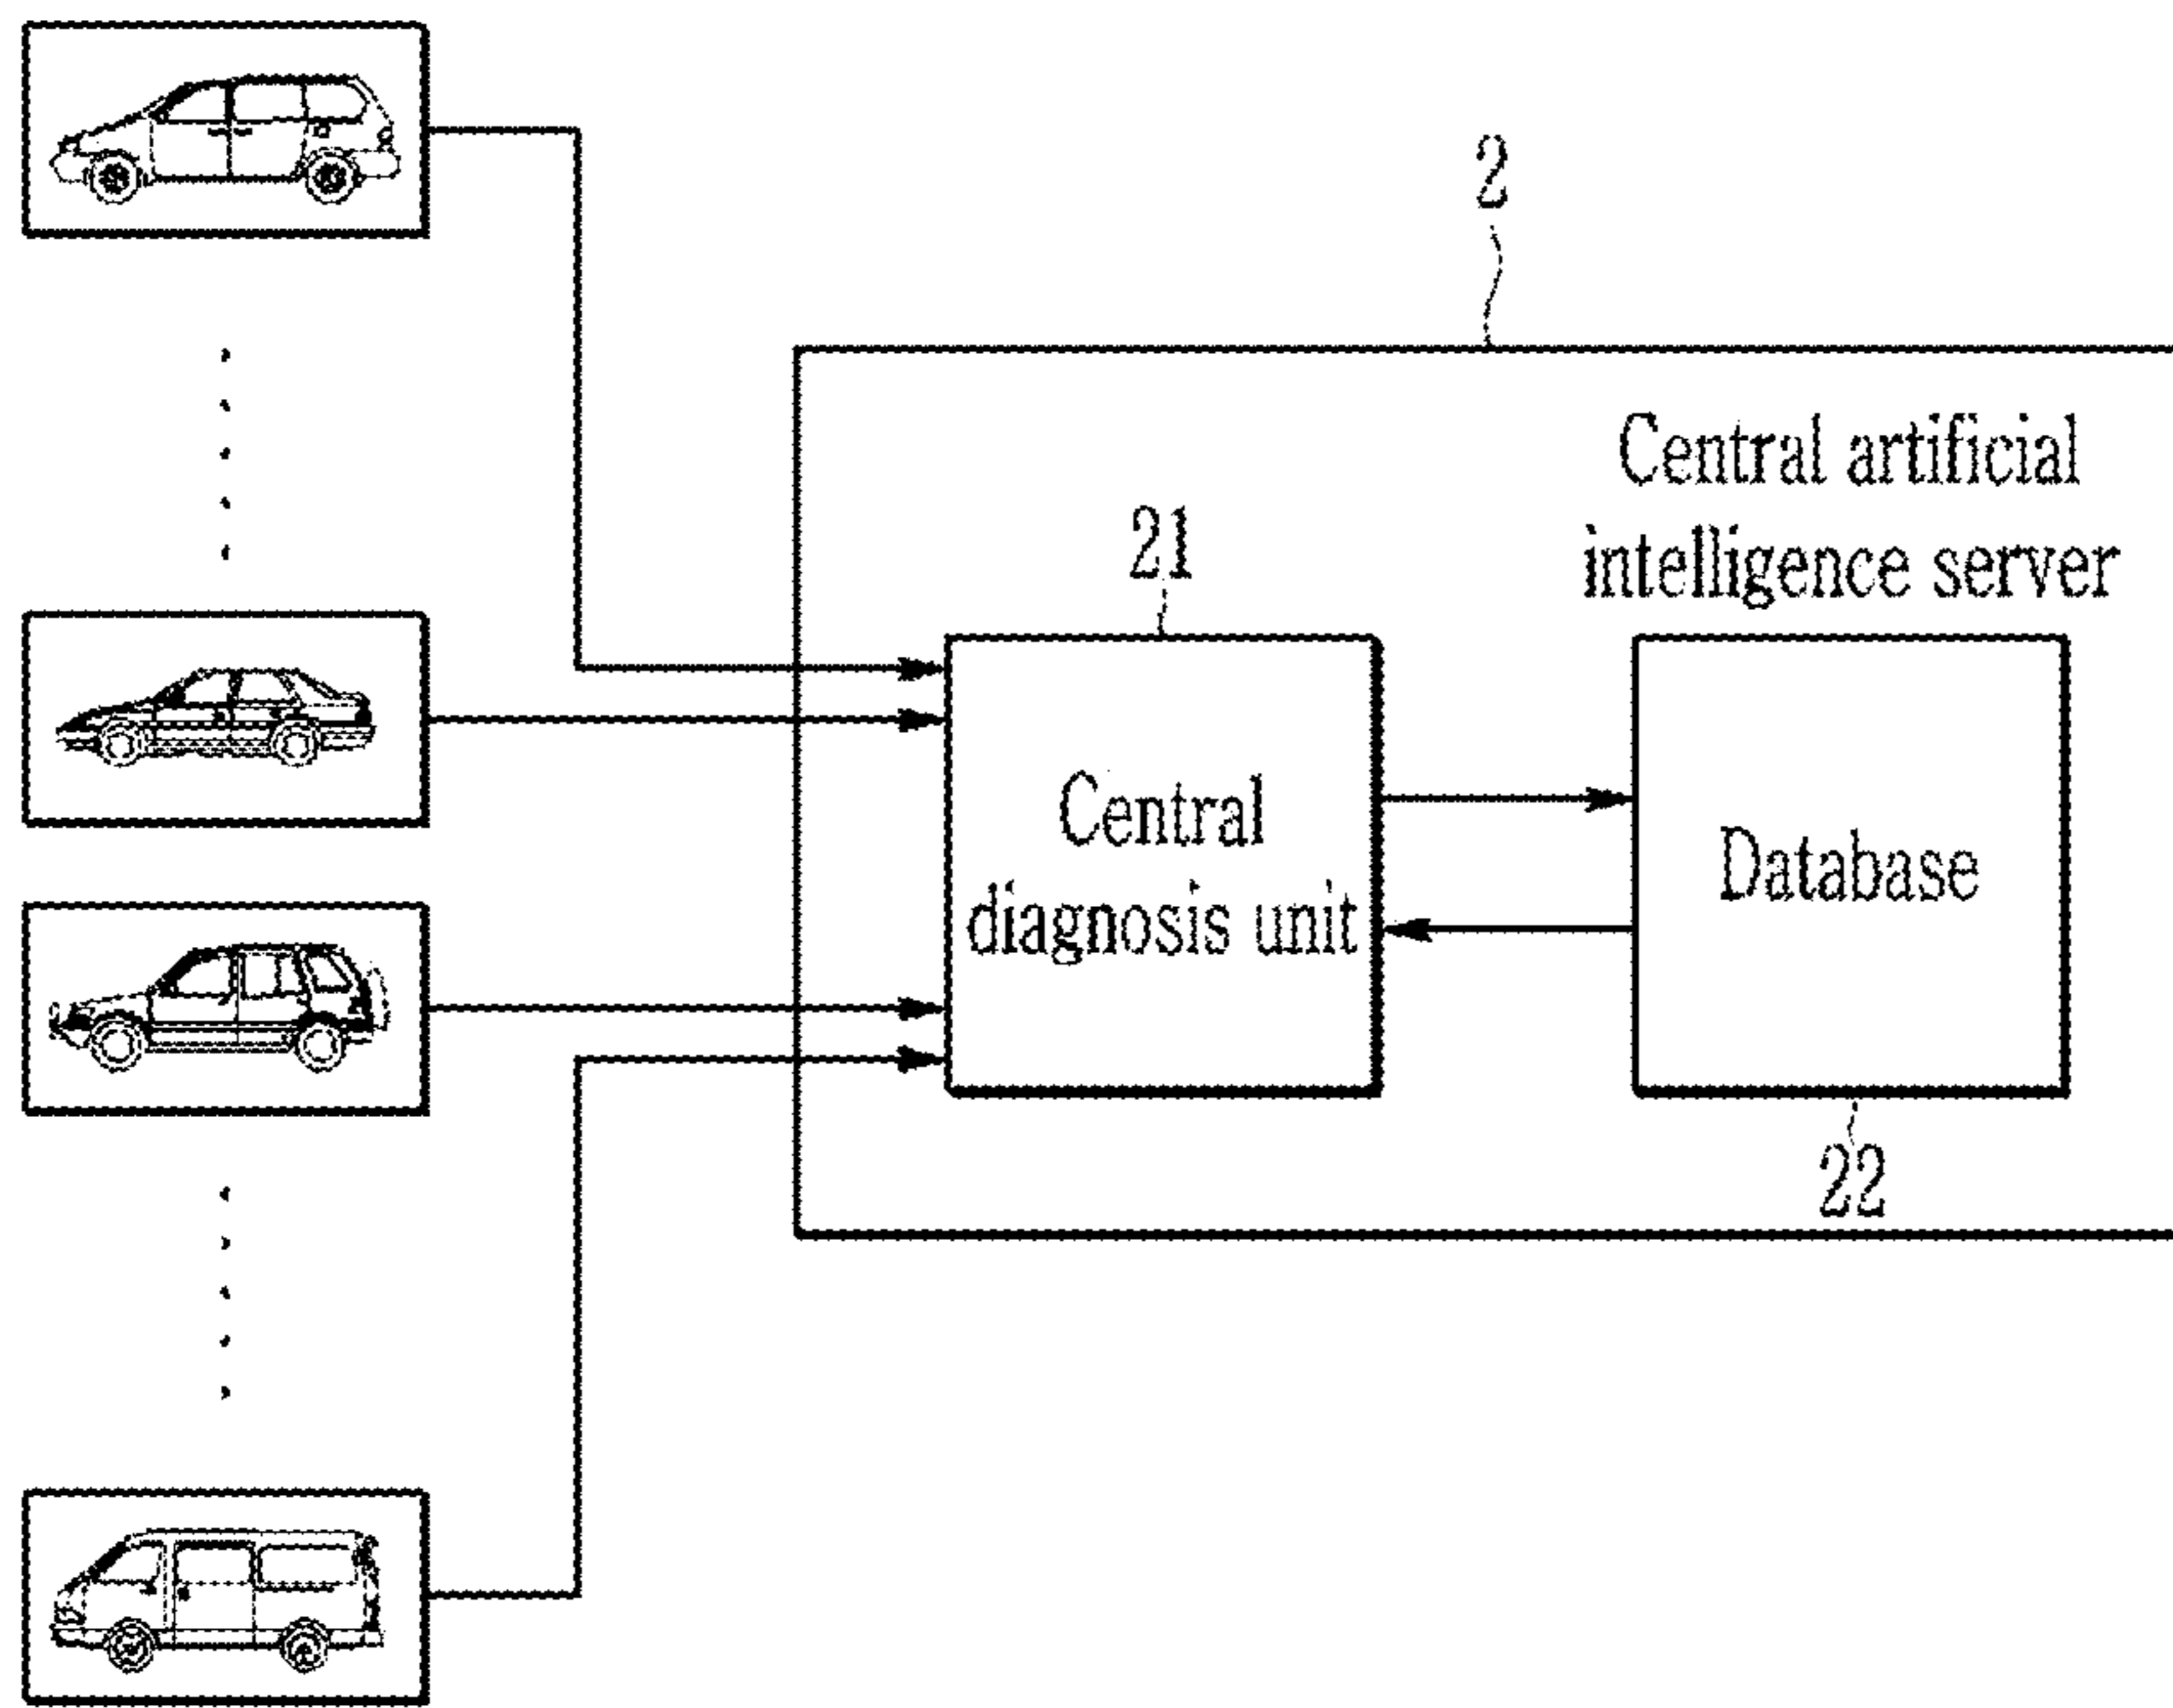 2
Central artificial
intelligence server
21
Central
diagnosis unit
Database
22